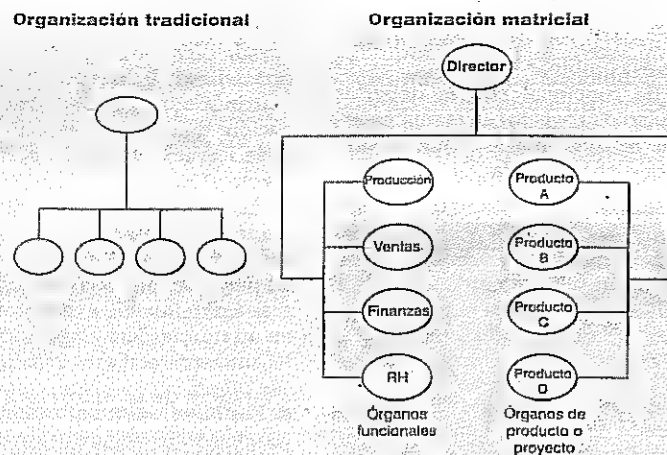 Organización tradicional
Organización matricial
Director
Producción
Ventas
Finanzas
RH
Órganos
funcionales
Producto
A
Producto
B
Producto
C
Producto
D
Órganos de
producto o
proyecto